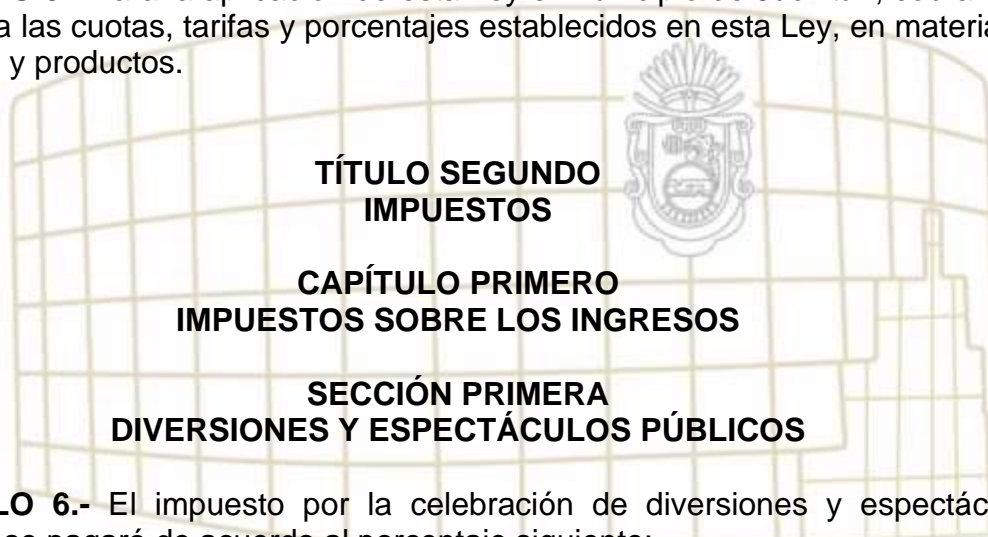 a las cuotas, tarifas y porcentajes establecidos en esta Ley, en materia
y productos.
TÍTULO SEGUNDO
IMPUESTOS
CAPÍTULO PRIMERO
IMPUESTOS SOBRE LOS INGRESOS
SECCIÓN PRIMERA
DIVERSIONES Y ESPECTÁCULOS PÚBLICOS
LO 6.- El impuesto por la celebración de diversiones y espectác
se pagará de acuerdo al porcentaje siguiente: